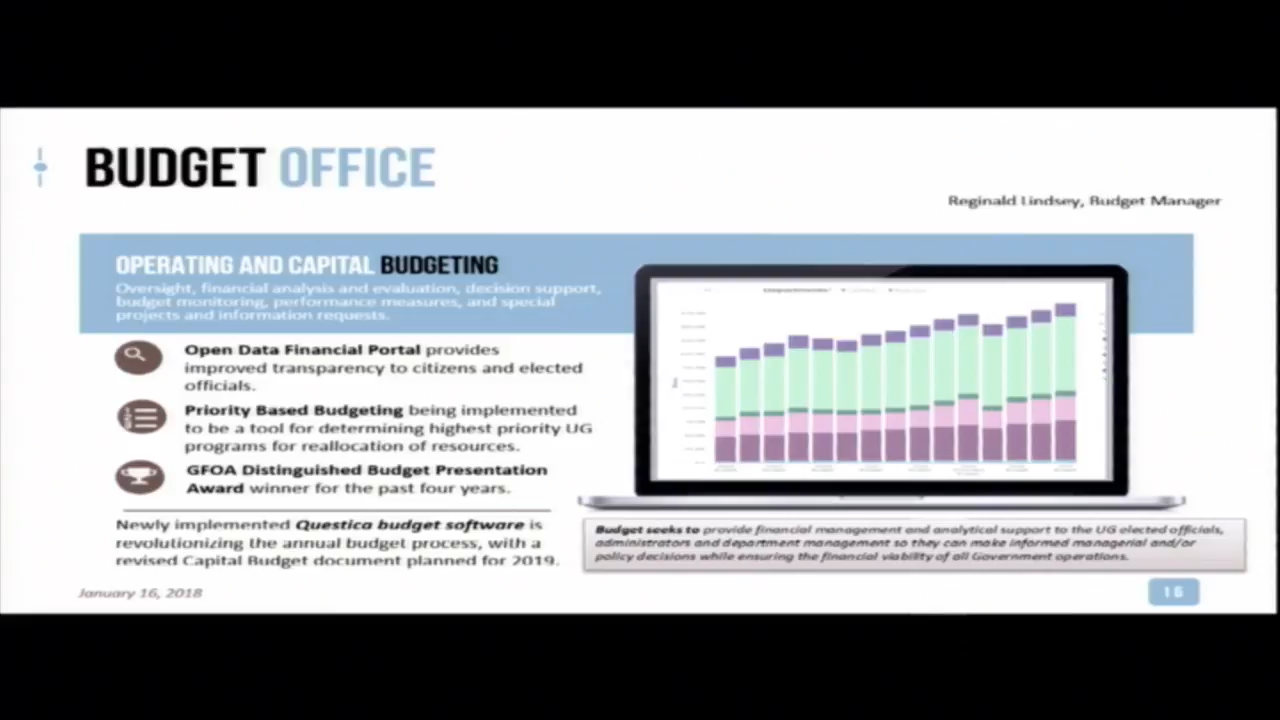 BUDGET OFFICE
Reginald Lindsey, Budget Manager
OPERATING AND CAPITAL BUDGETING
Oversight, financial analysis and evaluation, decision support,
budget monitoring, performance measures, and special
projects and information requests.
Open Data Financial Portal provides
improved transparency to citizens and elected
officials.
Priority Based Budgeting being implemented
to be a tool for determining highest priority UG
programs for reallocation of resources.
GFOA Distinguished Budget Presentation
Award winner for the past four years.
Newly implemented Questica budget software is
revolutionizing the annual budget process, with a
revised Capital Budget document planned for 2019.
Departments
Budget seeks to provide financial management and analytical support to the UG elected officials,
administrators and department management so they can make informed managerial and/or
policy decisions while ensuring the financial viability of all Government operations.
January 16, 2018
16